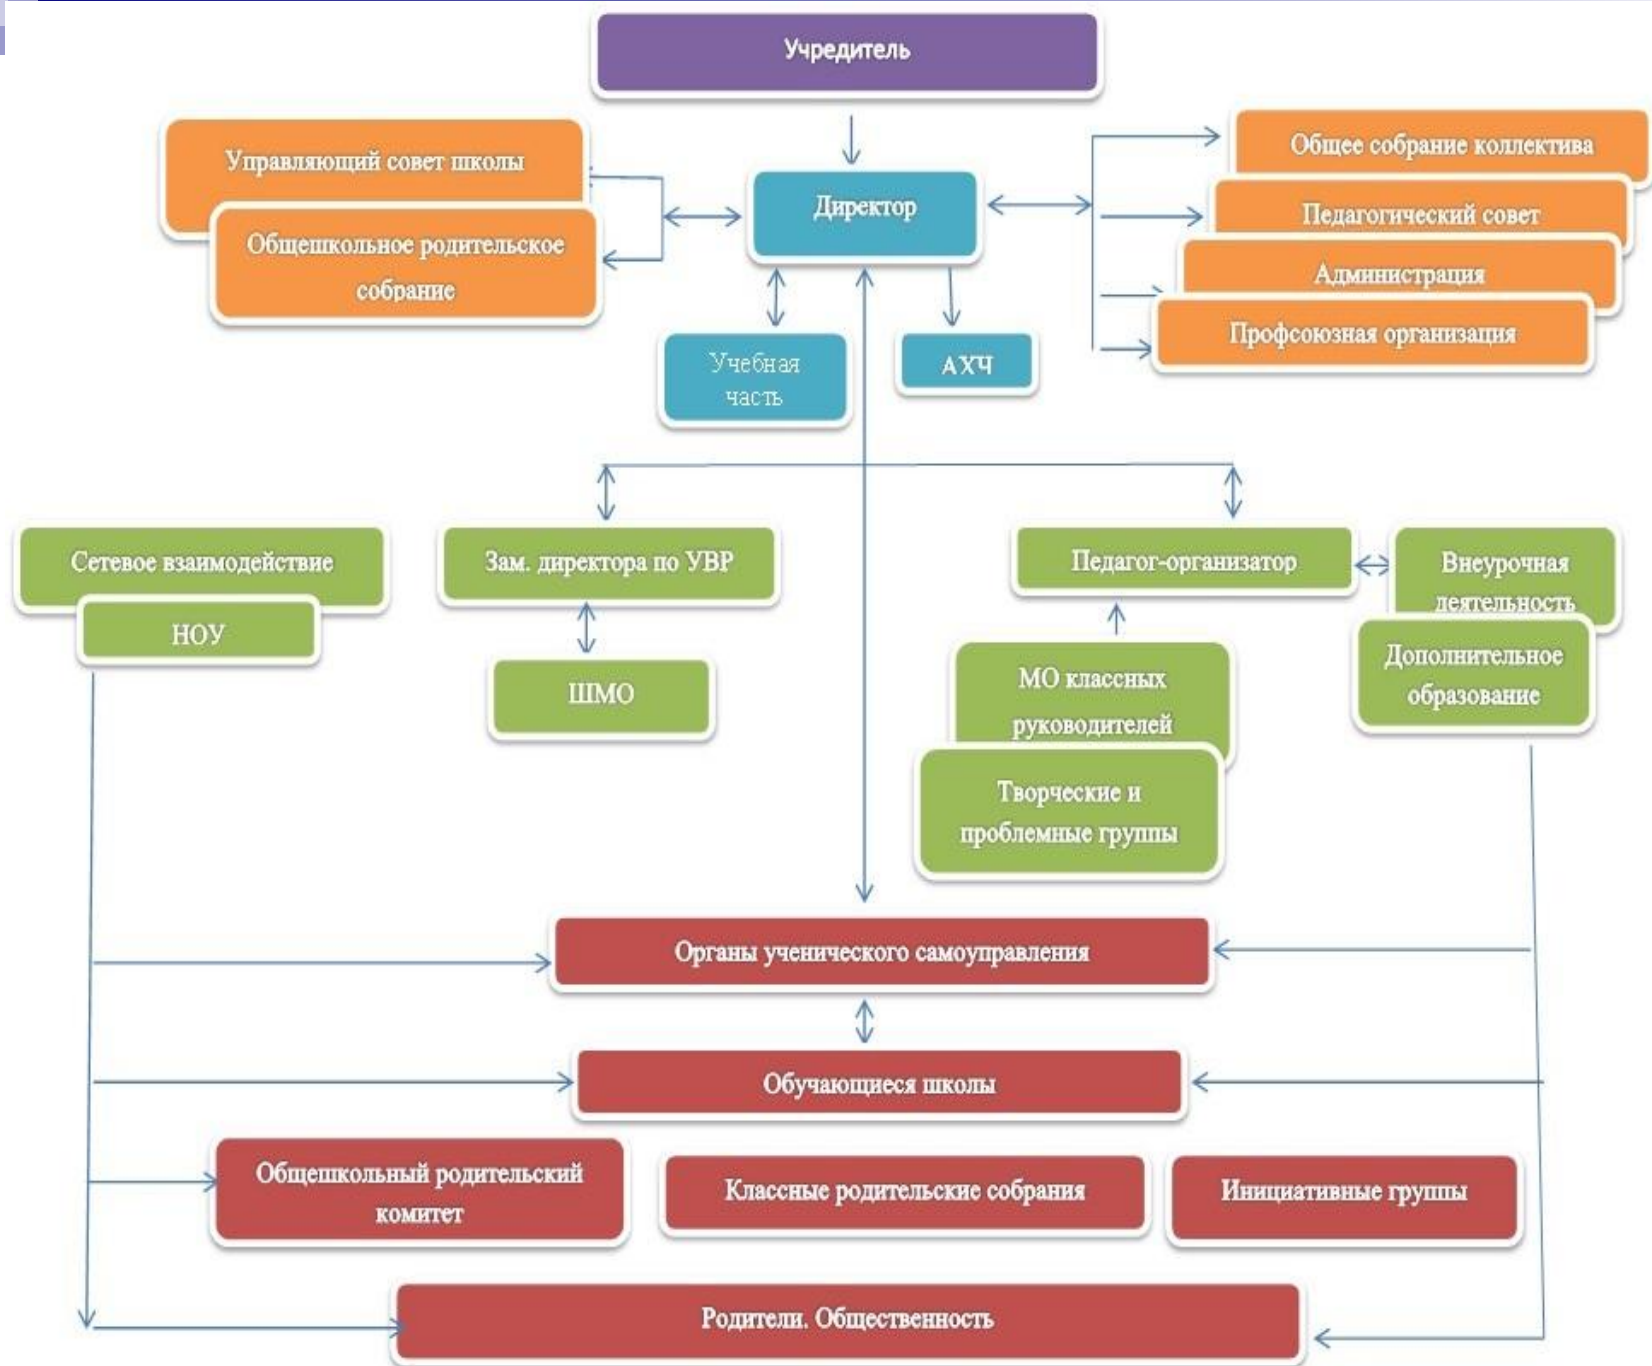 Учредитель
Управляющий совет школы
Общешкольное родительское
собрание
Директор
Общее собрание коллектива
Педагогический совет
Администрация
Профсоюзная организация
Учебная
часть
АХЧ
Сетевое взаимодействие
НОУ
Зам. директора по УВР
ШМО
Педагог-организатор
Внеурочная
деятельность
Дополнительное
образование
МО классных
руководителей
Творческие и
проблемные группы
Органы ученического самоуправления
Обучающиеся школы
Общешкольный родительский
комитет
Классные родительские собрания
Инициативные группы
Родители. Общественность